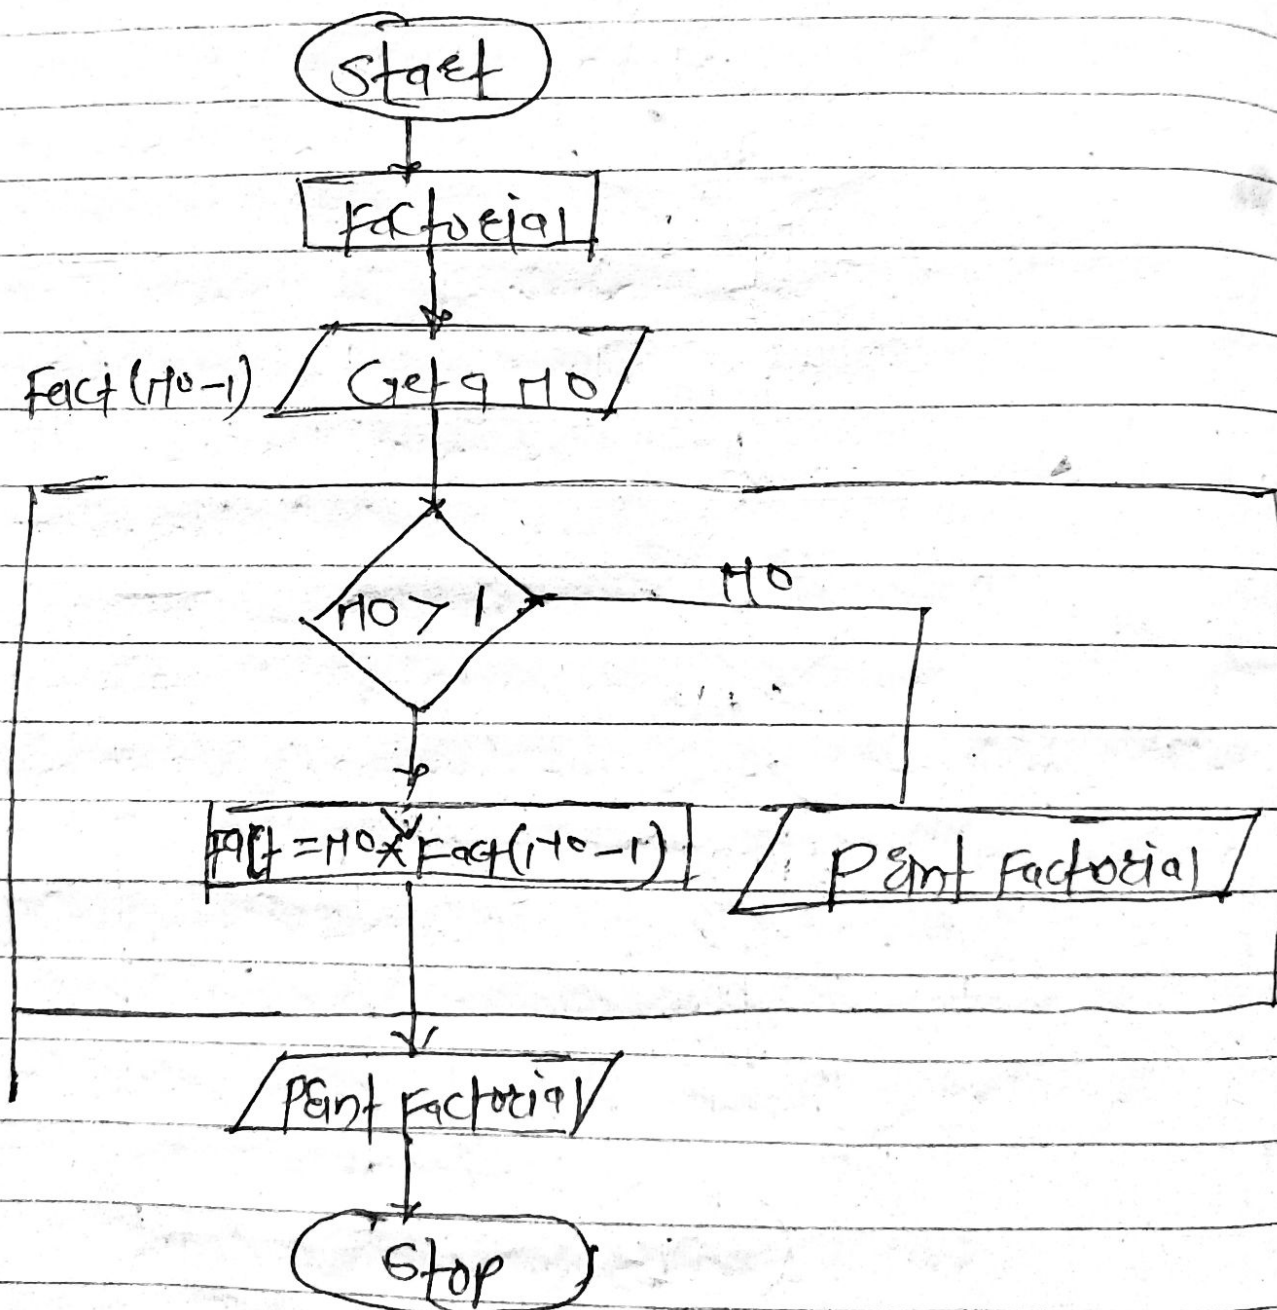 Start
Factorial
Fact(no-1) Get a no
no > 1
no
Fact = no * Fact(no-1)
Print Factorial
Print Factorial
Stop